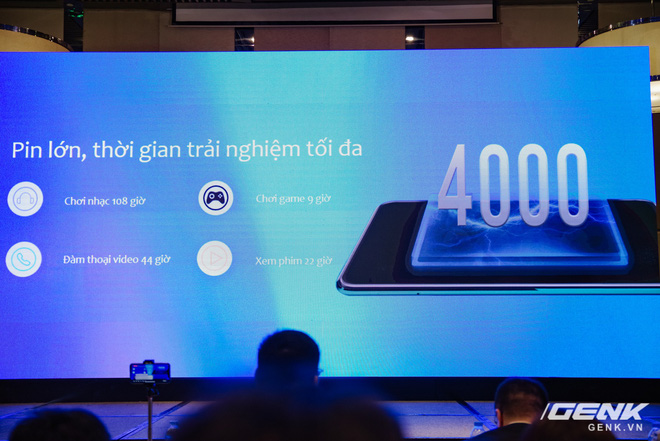 Pin lớn, thời gian trải nghiệm tối đa
Chơi nhạc 108 giờ
Chơi game 9 giờ
Đàm thoại video 44 giờ
Xem phim 22 giờ
4000
GENK
GENK.VN